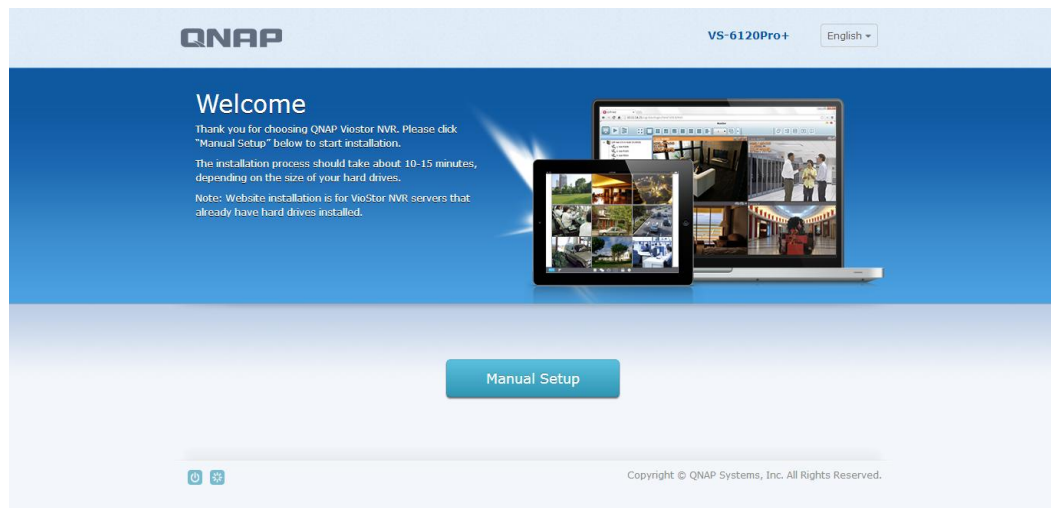 QNAP
VS-6120Pro+
English
Welcome
Thank you for choosing QNAP Viostor NVR. Please click
"Manual Setup" below to start installation.
The installation process should take about 10-15 minutes,
depending on the size of your hard drives.
Note: Website installation is for VioStor NVR servers that
already have hard drives installed.
Manual Setup
Copyright © QNAP Systems, Inc. All Rights Reserved.